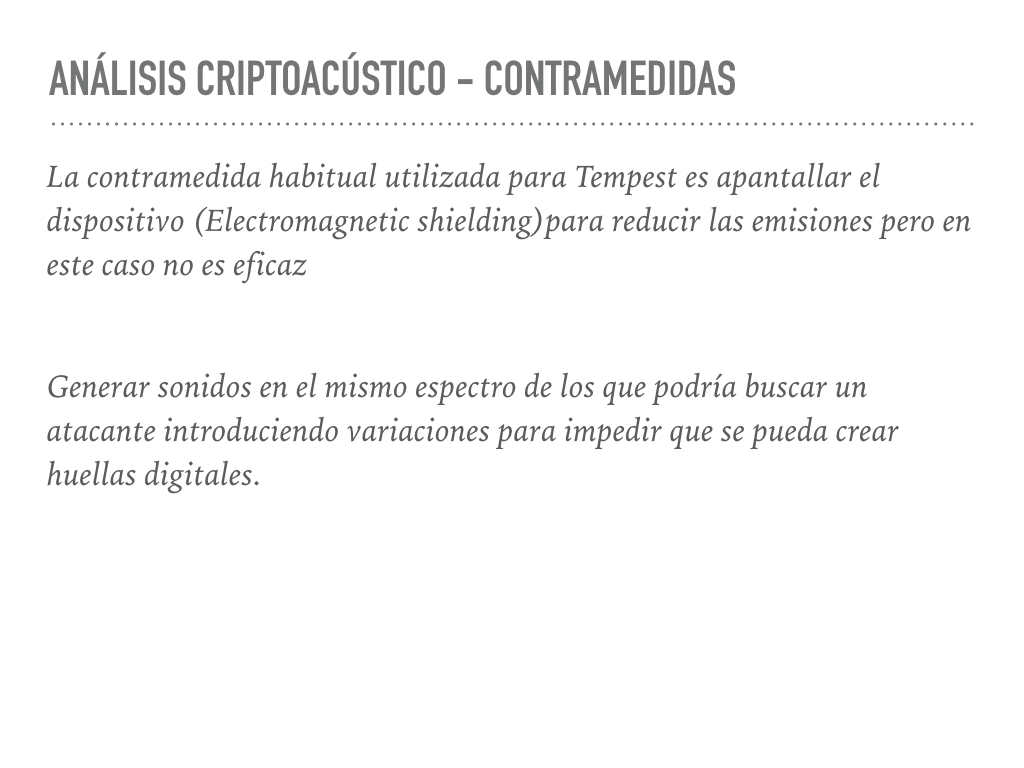 ANÁLISIS CRIPTOACÚSTICO – CONTRAMEDIDAS
La contramedida habitual utilizada para Tempest es apantallar el
dispositivo (Electromagnetic shielding)para reducir las emisiones pero en
este caso no es eficaz
Generar sonidos en el mismo espectro de los que podría buscar un
atacante introduciendo variaciones para impedir que se pueda crear
huellas digitales.